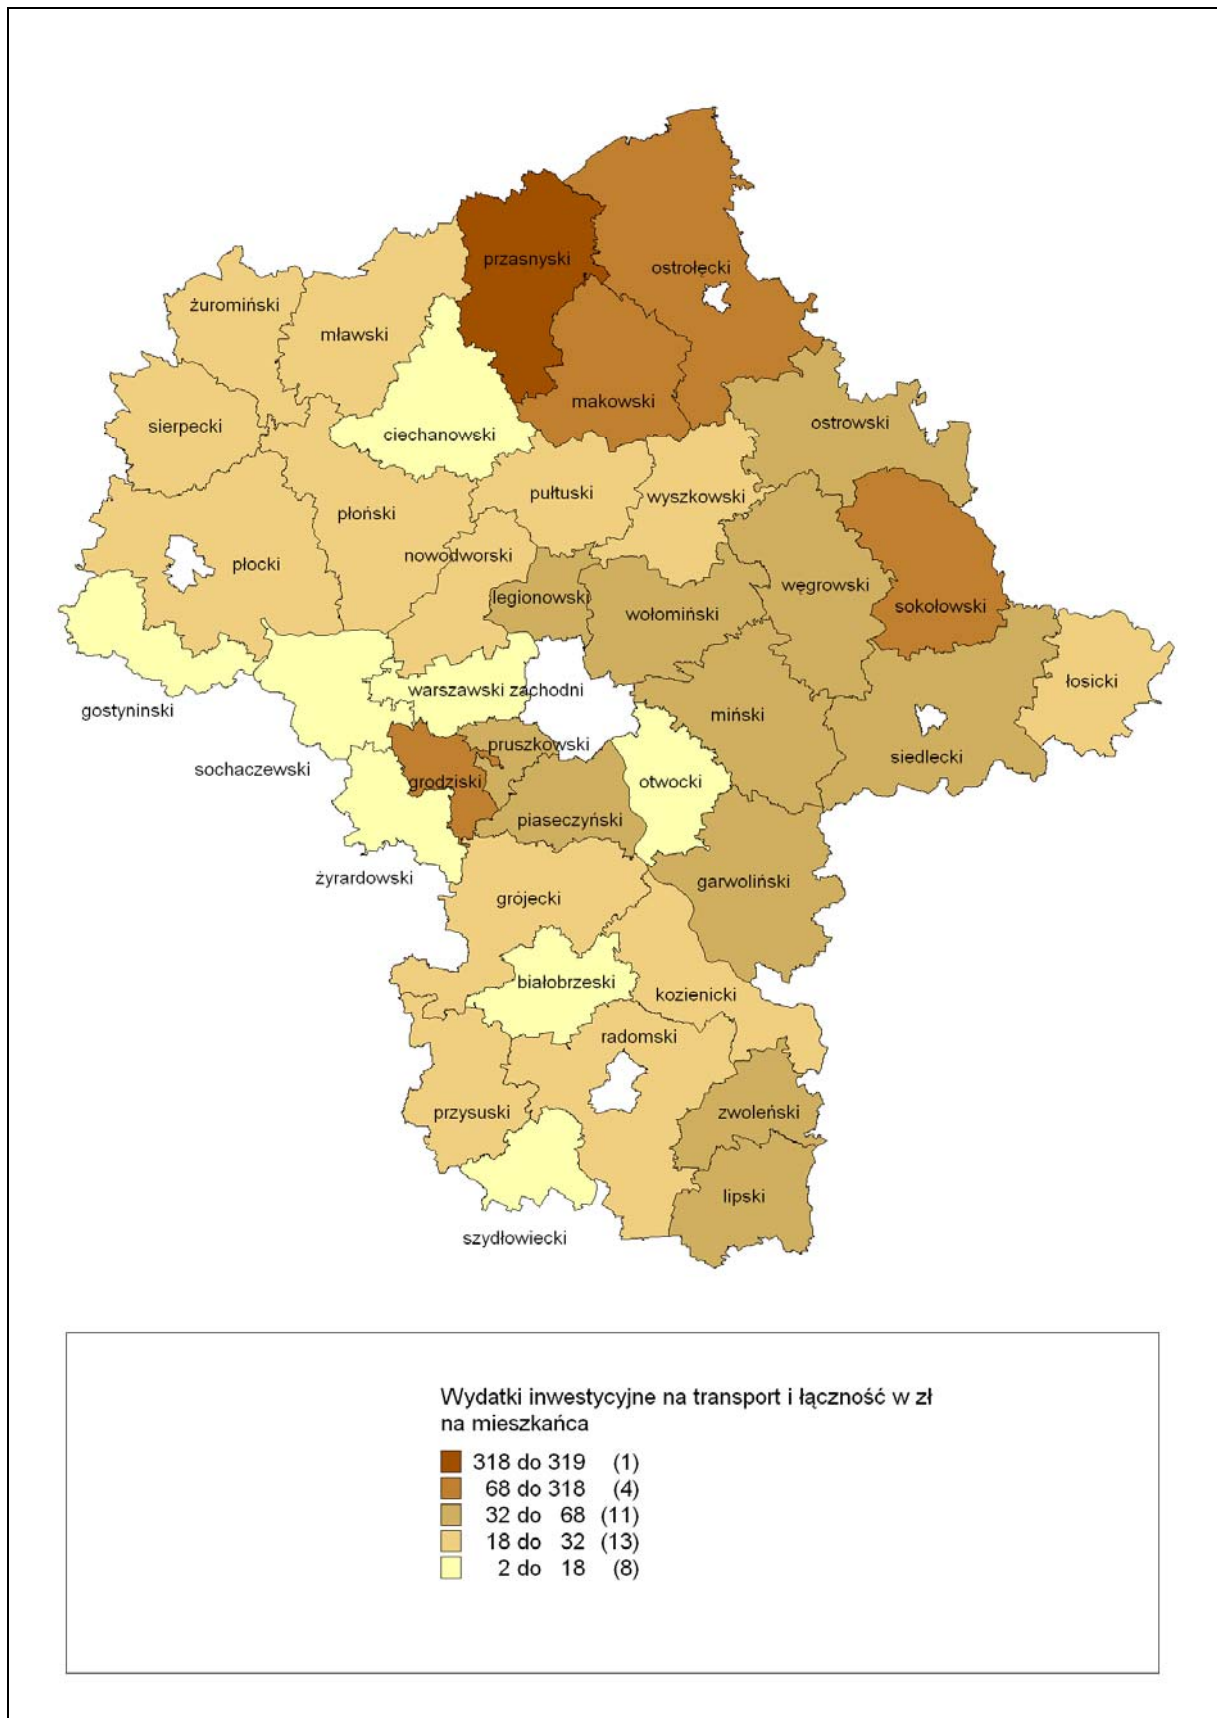 przasnyski
ostrołęcki
żuromiński
mławski
makowski
ostrowski
sierpecki
ciechanowski
pułtuski
wyszkowski
płoński
nowodworski
płocki
węgrowski
legionowski
wołomiński
sokołowski
łosicki
warszawski zachodni
gostyninski
miński
siedlecki
pruszkowski
sochaczewski
grodziski
otwocki
piaseczyński
żyrardowski
garwoliński
grójecki
białobrzeski
kozienicki
radomski
przysuski
zwoleński
lipski
szydłowiecki
Wydatki inwestycyjne na transport i łączność w zł
na mieszkańca
318 do 319 (1)
68 do 318 (4)
32 do 68 (11)
18 do 32 (13)
2 do 18 (8)